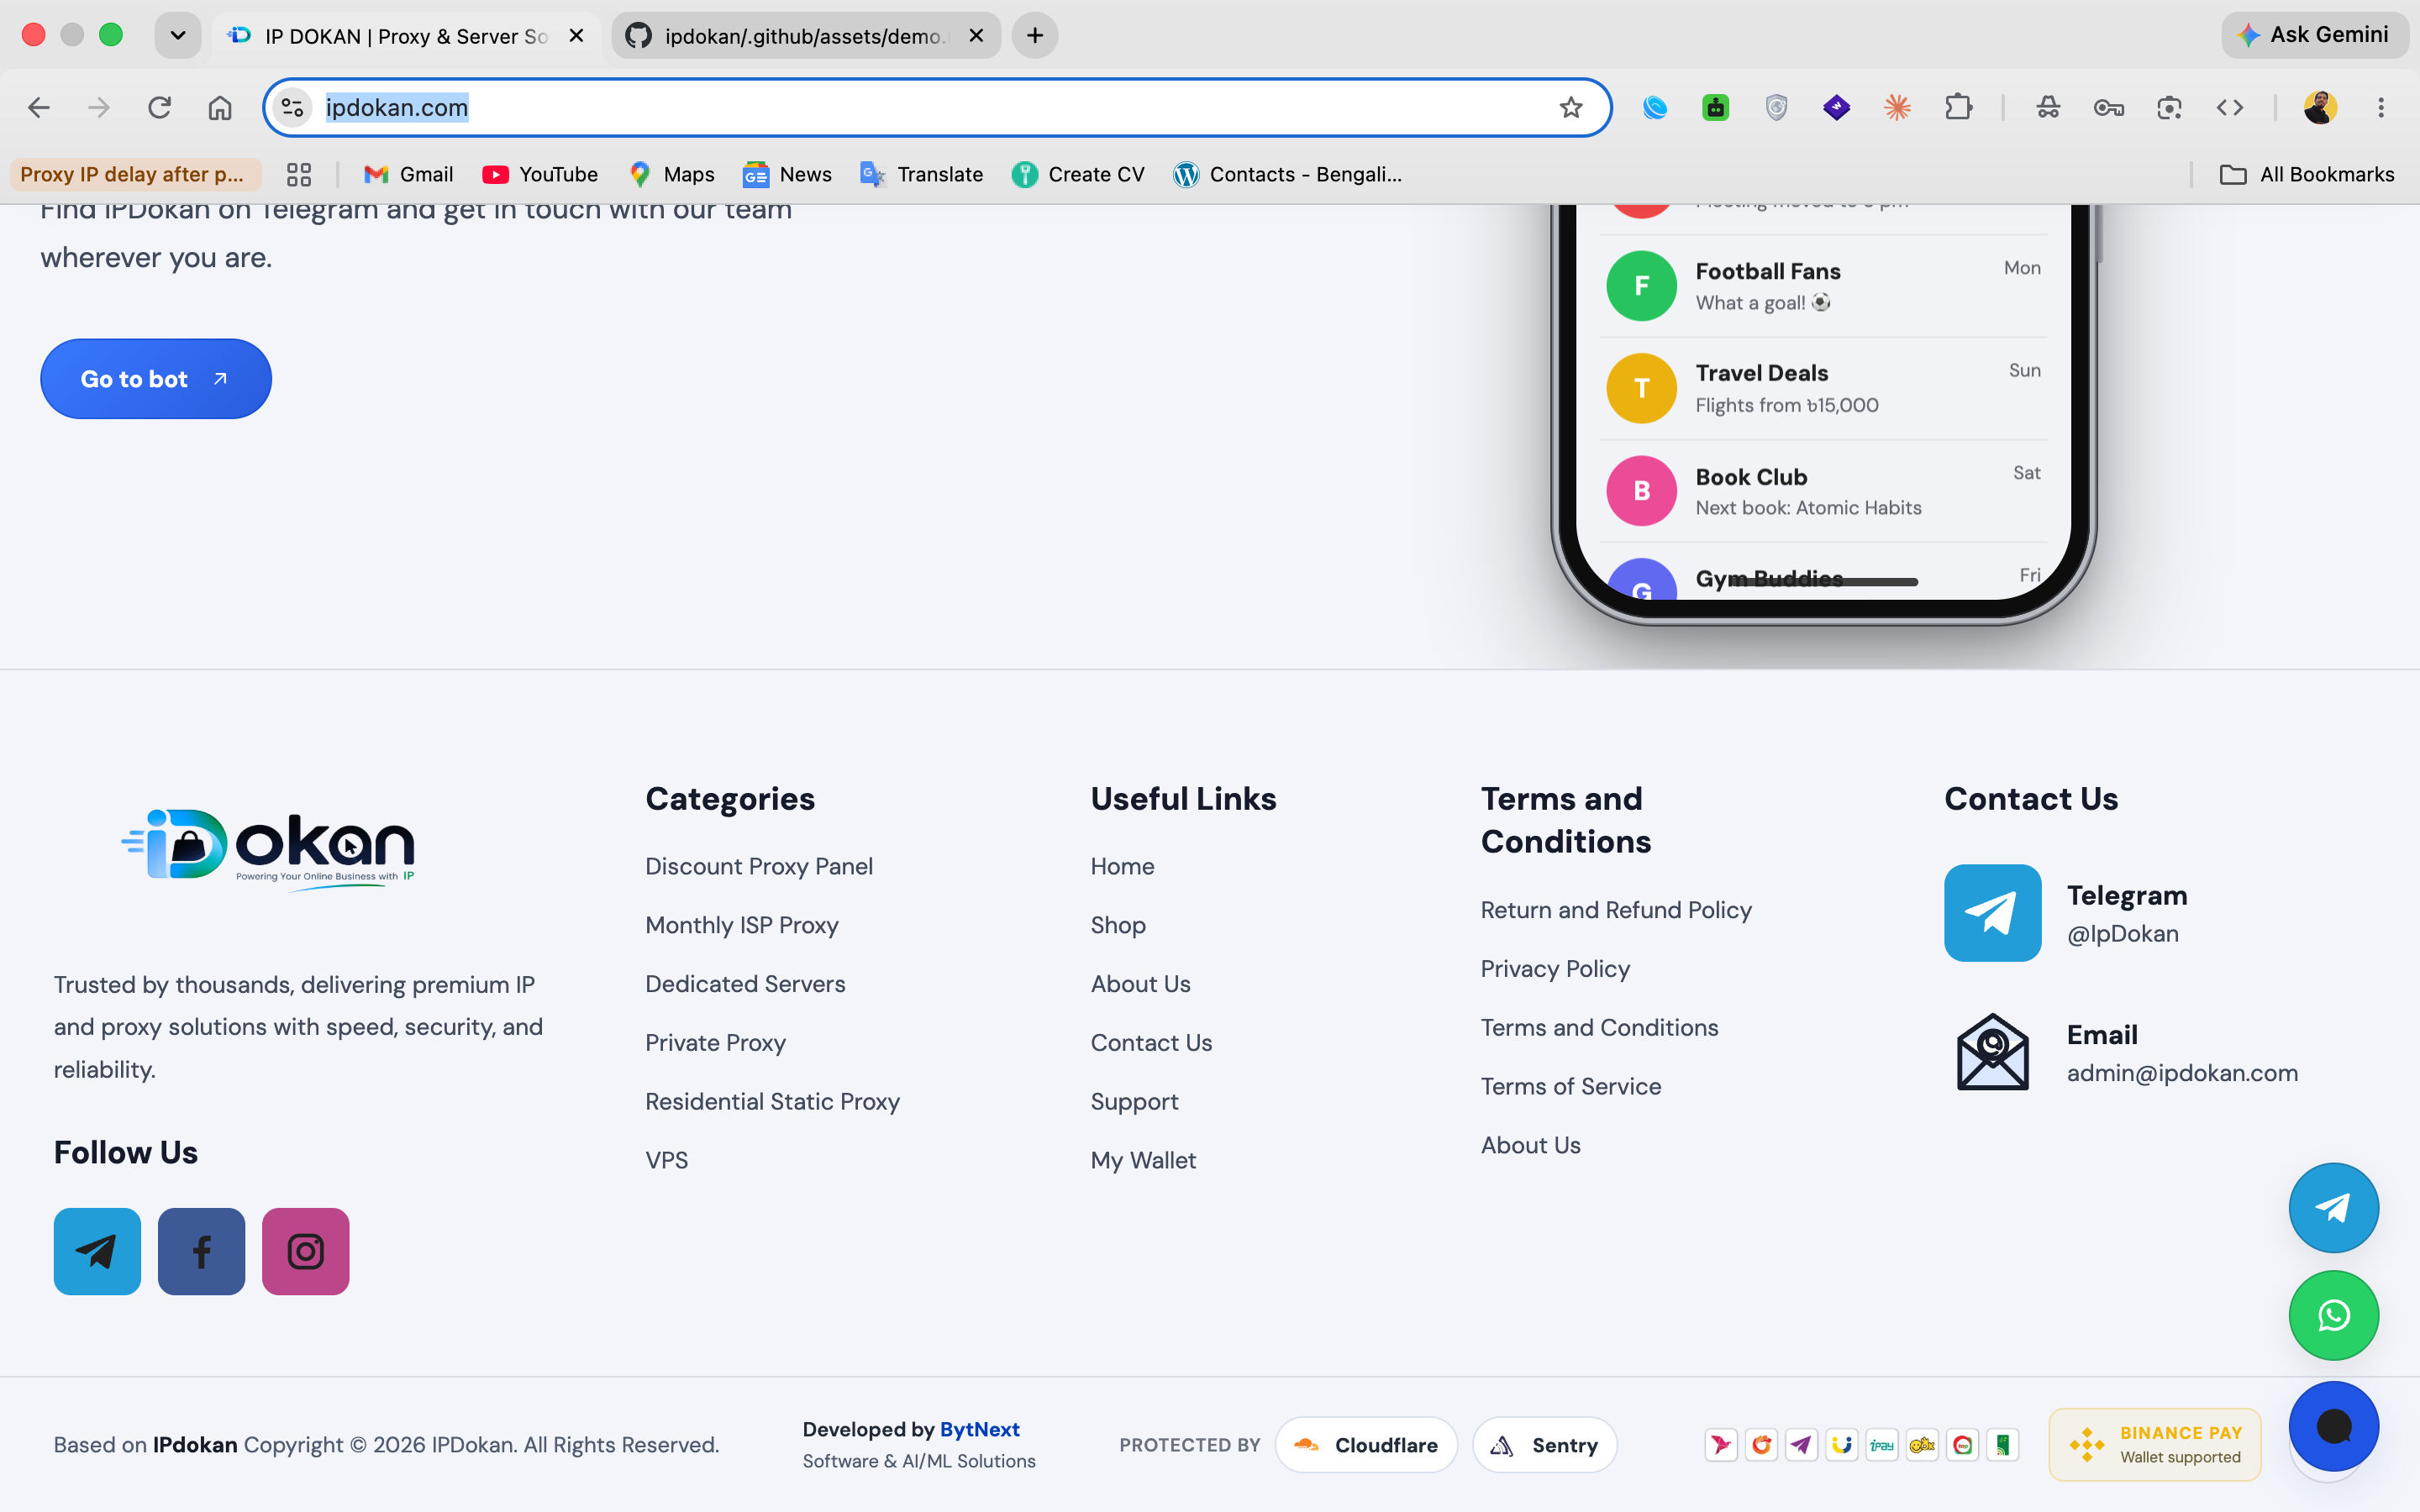 IP DOKAN | Proxy & Server So
ipdokan/.github/assets/demo.
Ask Gemini
ipdokan.com
Proxy IP delay after p...
Gmail
YouTube
Maps
News
Translate
Create CV
Contacts - Bengali...
All Bookmarks
Find IPDokan on Telegram and get in touch with our team
wherever you are.
Go to bot
Meeting moved to 3 pm
F
Football Fans
Mon
What a goal!
T
Travel Deals
Sun
Flights from ৳15,000
B
Book Club
Sat
Next book: Atomic Habits
G
Gym Buddies
Fri
iDokan
Powering Your Online Business with IP
Trusted by thousands, delivering premium IP
and proxy solutions with speed, security, and
reliability.
Follow Us
Categories
Discount Proxy Panel
Monthly ISP Proxy
Dedicated Servers
Private Proxy
Residential Static Proxy
VPS
Useful Links
Home
Shop
About Us
Contact Us
Support
My Wallet
Terms and
Conditions
Return and Refund Policy
Privacy Policy
Terms and Conditions
Terms of Service
About Us
Contact Us
Telegram
@IpDokan
Email
admin@ipdokan.com
Based on IPdokan Copyright © 2026 IPDokan. All Rights Reserved.
Developed by BytNext
Software & AI/ML Solutions
PROTECTED BY
Cloudflare
Sentry
iPAY
BINANCE PAY
Wallet supported